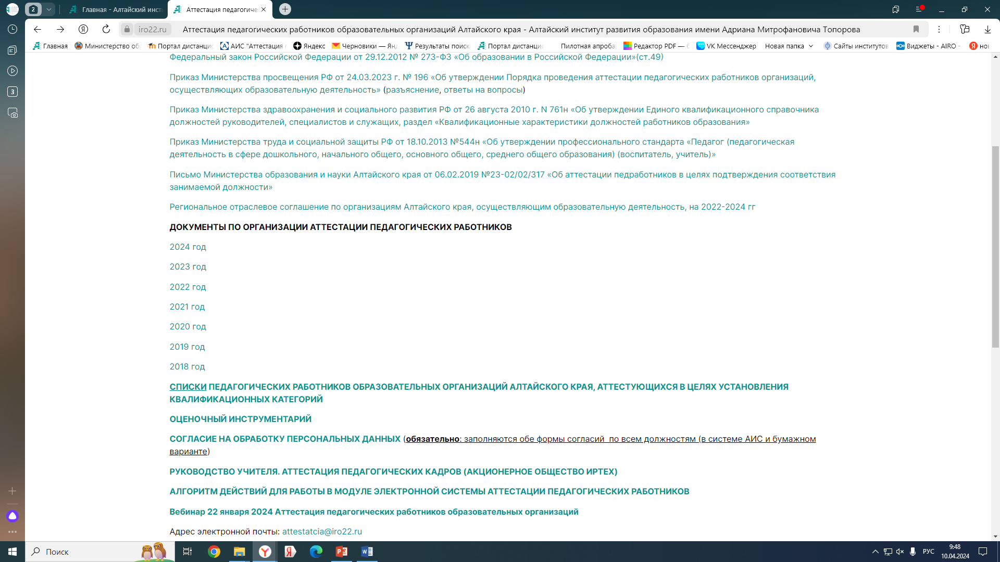 2
Главная - Алтайский инст
Аттестация педагогиче
iro22.ru
Аттестация педагогических работников образовательных организаций Алтайского края - Алтайский институт развития образования имени Адриана Митрофановича Топорова
Главная
Министерство об
Портал дистанцис
АИС "Аттестация
Яндекс
Черновики — Янд
Результаты поиск
Портал дистанцис
Пилотная апроба
Редактор PDF — б
VK Мессенджер
Новая папка
Сайты институтов
Виджеты - AIRO -
нов
3
Федеральный закон Российской Федерации от 29.12.2012 № 273-ФЗ «Об образовании в Российской Федерации»(ст.49)
Приказ Министерства просвещения РФ от 24.03.2023 г. № 196 «Об утверждении Порядка проведения аттестации педагогических работников организаций,
осуществляющих образовательную деятельность» (разъяснение, ответы на вопросы)
Приказ Министерства здравоохранения и социального развития РФ от 26 августа 2010 г. N 761н «Об утверждении Единого квалификационного справочника
должностей руководителей, специалистов и служащих, раздел «Квалификационные характеристики должностей работников образования»
Приказ Министерства труда и социальной защиты РФ от 18.10.2013 №544н «Об утверждении профессионального стандарта «Педагог (педагогическая
деятельность в сфере дошкольного, начального общего, основного общего, среднего общего образования) (воспитатель, учитель)»
Письмо Министерства образования и науки Алтайского края от 06.02.2019 №23-02/02/317 «Об аттестации педработников в целях подтверждения соответствия
занимаемой должности»
Региональное отраслевое соглашение по организациям Алтайского края, осуществляющим образовательную деятельность, на 2022-2024 гг
ДОКУМЕНТЫ ПО ОРГАНИЗАЦИИ АТТЕСТАЦИИ ПЕДАГОГИЧЕСКИХ РАБОТНИКОВ
2024 год
2023 год
2022 год
2021 год
2020 год
2019 год
2018 год
СПИСКИ ПЕДАГОГИЧЕСКИХ РАБОТНИКОВ ОБРАЗОВАТЕЛЬНЫХ ОРГАНИЗАЦИЙ АЛТАЙСКОГО КРАЯ, АТТЕСТУЮЩИХСЯ В ЦЕЛЯХ УСТАНОВЛЕНИЯ
КВАЛИФИКАЦИОННЫХ КАТЕГОРИЙ
ОЦЕНОЧНЫЙ ИНСТРУМЕНТАРИЙ
СОГЛАСИЕ НА ОБРАБОТКУ ПЕРСОНАЛЬНЫХ ДАННЫХ (обязательно: заполняются обе формы согласий  по всем должностям (в системе АИС и бумажном
варианте)
РУКОВОДСТВО УЧИТЕЛЯ. АТТЕСТАЦИЯ ПЕДАГОГИЧЕСКИХ КАДРОВ (АКЦИОНЕРНОЕ ОБЩЕСТВО ИРТЕХ)
АЛГОРИТМ ДЕЙСТВИЙ ДЛЯ РАБОТЫ В МОДУЛЕ ЭЛЕКТРОННОЙ СИСТЕМЫ АТТЕСТАЦИИ ПЕДАГОГИЧЕСКИХ РАБОТНИКОВ
Вебинар 22 января 2024 Аттестация педагогических работников образовательных организаций
Адрес электронной почты: attestatcia@iro22.ru
Поиск
РУС
9:48
10.04.2024